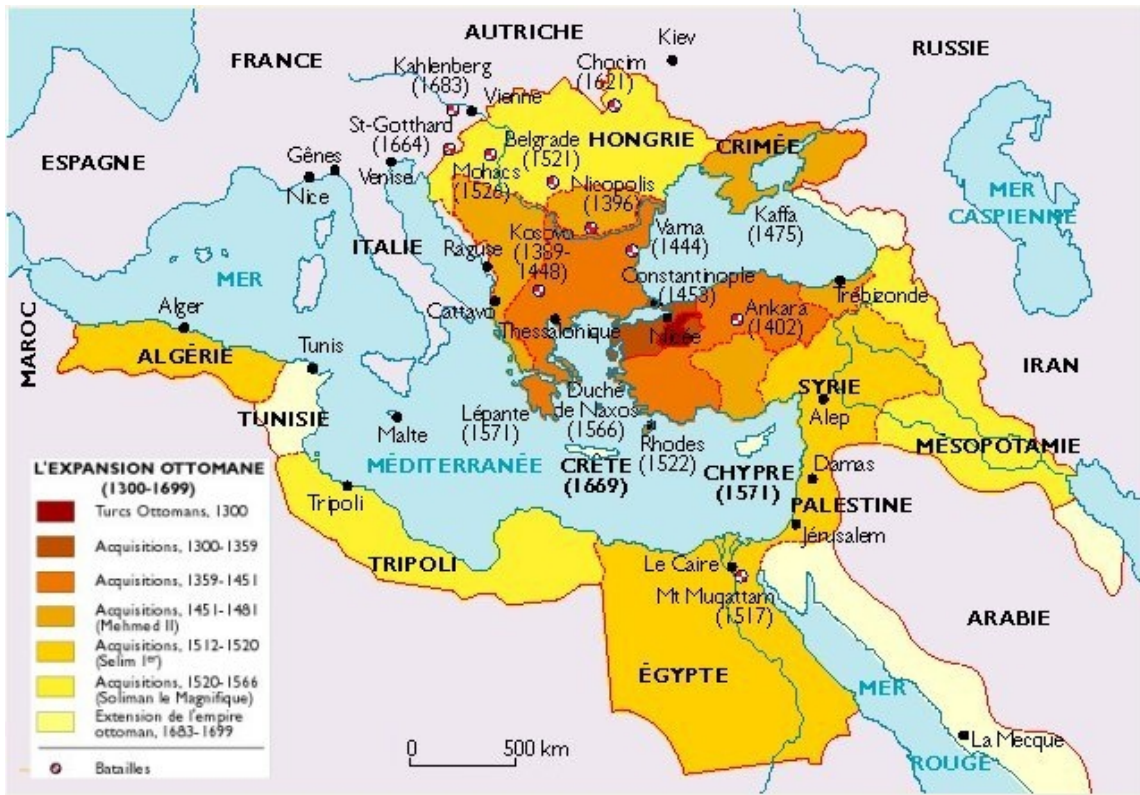 AUTRICHE
Kiev
RUSSIE
FRANCE
Kahlenberg
(1683)
Chocim
(1621)
Vienne
St-Gotthard
(1664)
Belgrade
(1521)
HONGRIE
CRIMÉE
ESPAGNE
Gênes
Nice
Venise
Mohacs
(1526)
Nicopolis
(1396)
MER
CASPIENNE
Kaffa
(1475)
ITALIE
Raguse
Kosovo
(1389-
1448)
Varna
(1444)
MER
Constantinople
(1453)
Alger
Cattavo
Trébizonde
Ankara
(1402)
MAROC
Thessalonique
Nicée
ALGÉRIE
Tunis
IRAN
SYRIE
Alep
TUNISIE
Malte
Lépante
(1571)
Duché
de Naxos
(1566)
Rhodes
(1522)
MÉSOPOTAMIE
MÉDITERRANÉE
CRÈTE
(1669)
CHYPRE
(1571)
Damas
L'EXPANSION OTTOMANE
(1300-1699)
Turcs Ottomans, 1300
Acquisitions, 1300-1359
Acquisitions, 1359-1451
Acquisitions, 1451-1481
(Mehmed II)
Acquisitions, 1512-1520
(Selim 1er)
Acquisitions, 1520-1566
(Soliman le Magnifique)
Extension de l'empire
ottoman, 1683-1699
Batailles
Tripoli
PALESTINE
Jérusalem
TRIPOLI
Le Caire
Mt Muqattam
(1517)
ARABIE
ÉGYPTE
MER
ROUGE
La Mecque
0 500 km